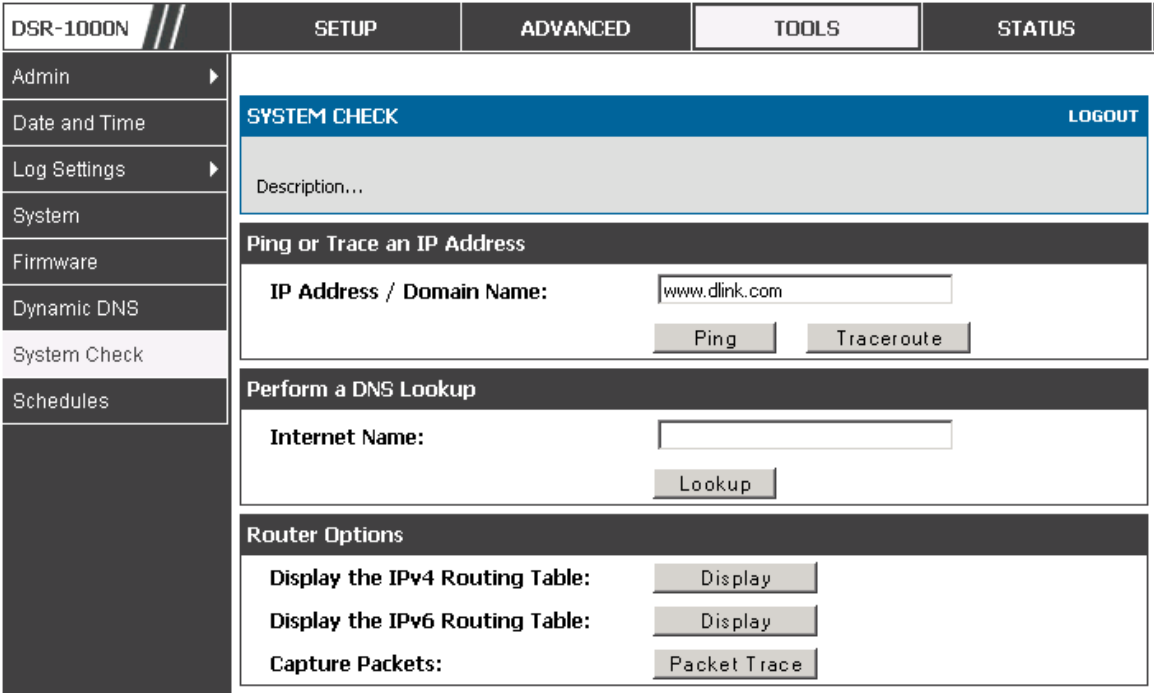 DSR-1000N SETUP ADVANCED TOOLS STATUS
Admin
Date and Time
Log Settings
System
Firmware
Dynamic DNS
System Check
Schedules
SYSTEM CHECK LOGOUT
Description...
Ping or Trace an IP Address
IP Address / Domain Name: www.dlink.com
Ping Traceroute
Perform a DNS Lookup
Internet Name:
Lookup
Router Options
Display the IPv4 Routing Table: Display
Display the IPv6 Routing Table: Display
Capture Packets: Packet Trace